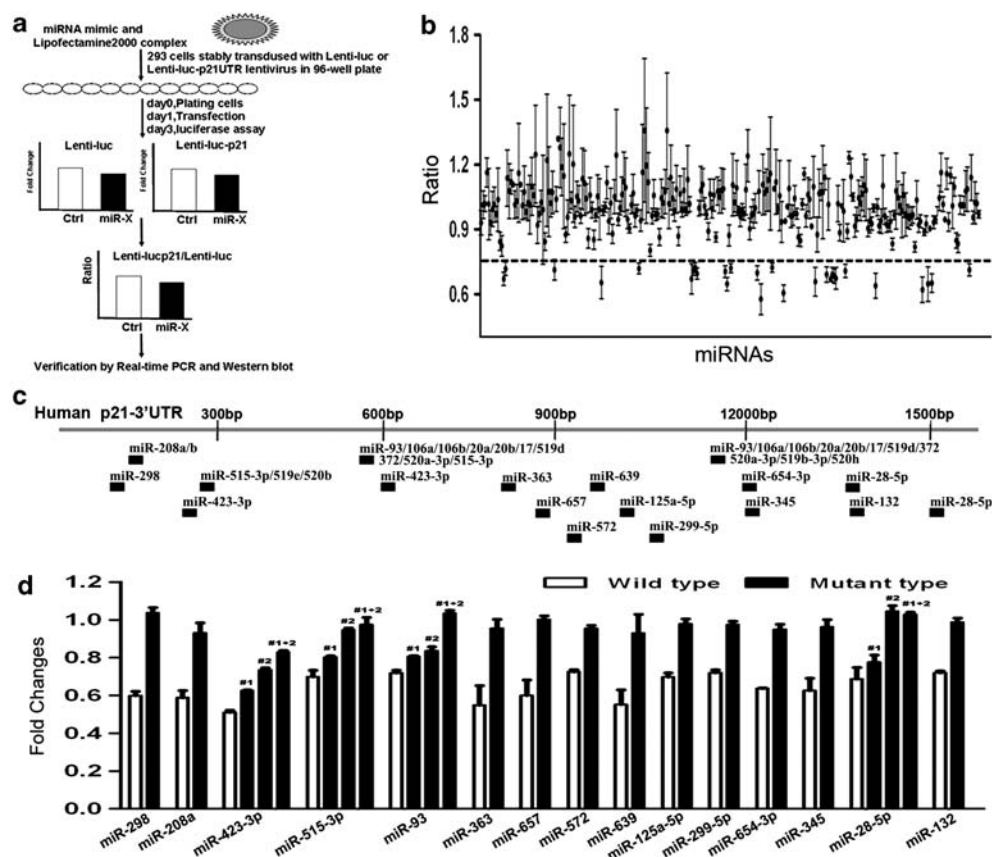 a
miRNA mimic and
Lipofectamine2000 complex
293 cells stably transdused with Lenti-luc or
Lenti-luc-p21UTR lentivirus in 96-well plate
day0,Plating cells
day1,Transfection
day3,luciferase assay
Lenti-luc
Lenti-luc-p21
Fold Change
Fold Change
Ctrl miR-X
Ctrl miR-X
Lenti-lucp21/Lenti-luc
Ratio
Ctrl miR-X
Verification by Real-time PCR and Western blot
b
1.8
1.5
1.2
0.9
0.6
Ratio
miRNAs
c
Human p21-3'UTR 300bp 600bp 900bp 12000bp 1500bp
miR-208a/b
miR-93/106a/106b/20a/20b/17/519d
372/520a-3p/515-3p
miR-93/106a/106b/20a/20b/17/519d/372
520a-3p/519b-3p/520h
miR-298
miR-515-3p/519e/520b
miR-423-3p
miR-363
miR-639
miR-654-3p
miR-28-5p
miR-423-3p
miR-657
miR-125a-5p
miR-345
miR-132
miR-28-5p
miR-572
miR-299-5p
d
Wild type Mutant type
1.2
1.0
0.8
0.6
0.4
0.2
0.0
Fold Changes
#1 #2 #1+2
#1 #2 #1+2
#1 #2 #1+2
#1 #2 #1+2
miR-298 miR-208a miR-423-3p miR-515-3p miR-93 miR-363 miR-657 miR-572 miR-639 miR-125a-5p miR-299-5p miR-654-3p miR-345 miR-28-5p miR-132